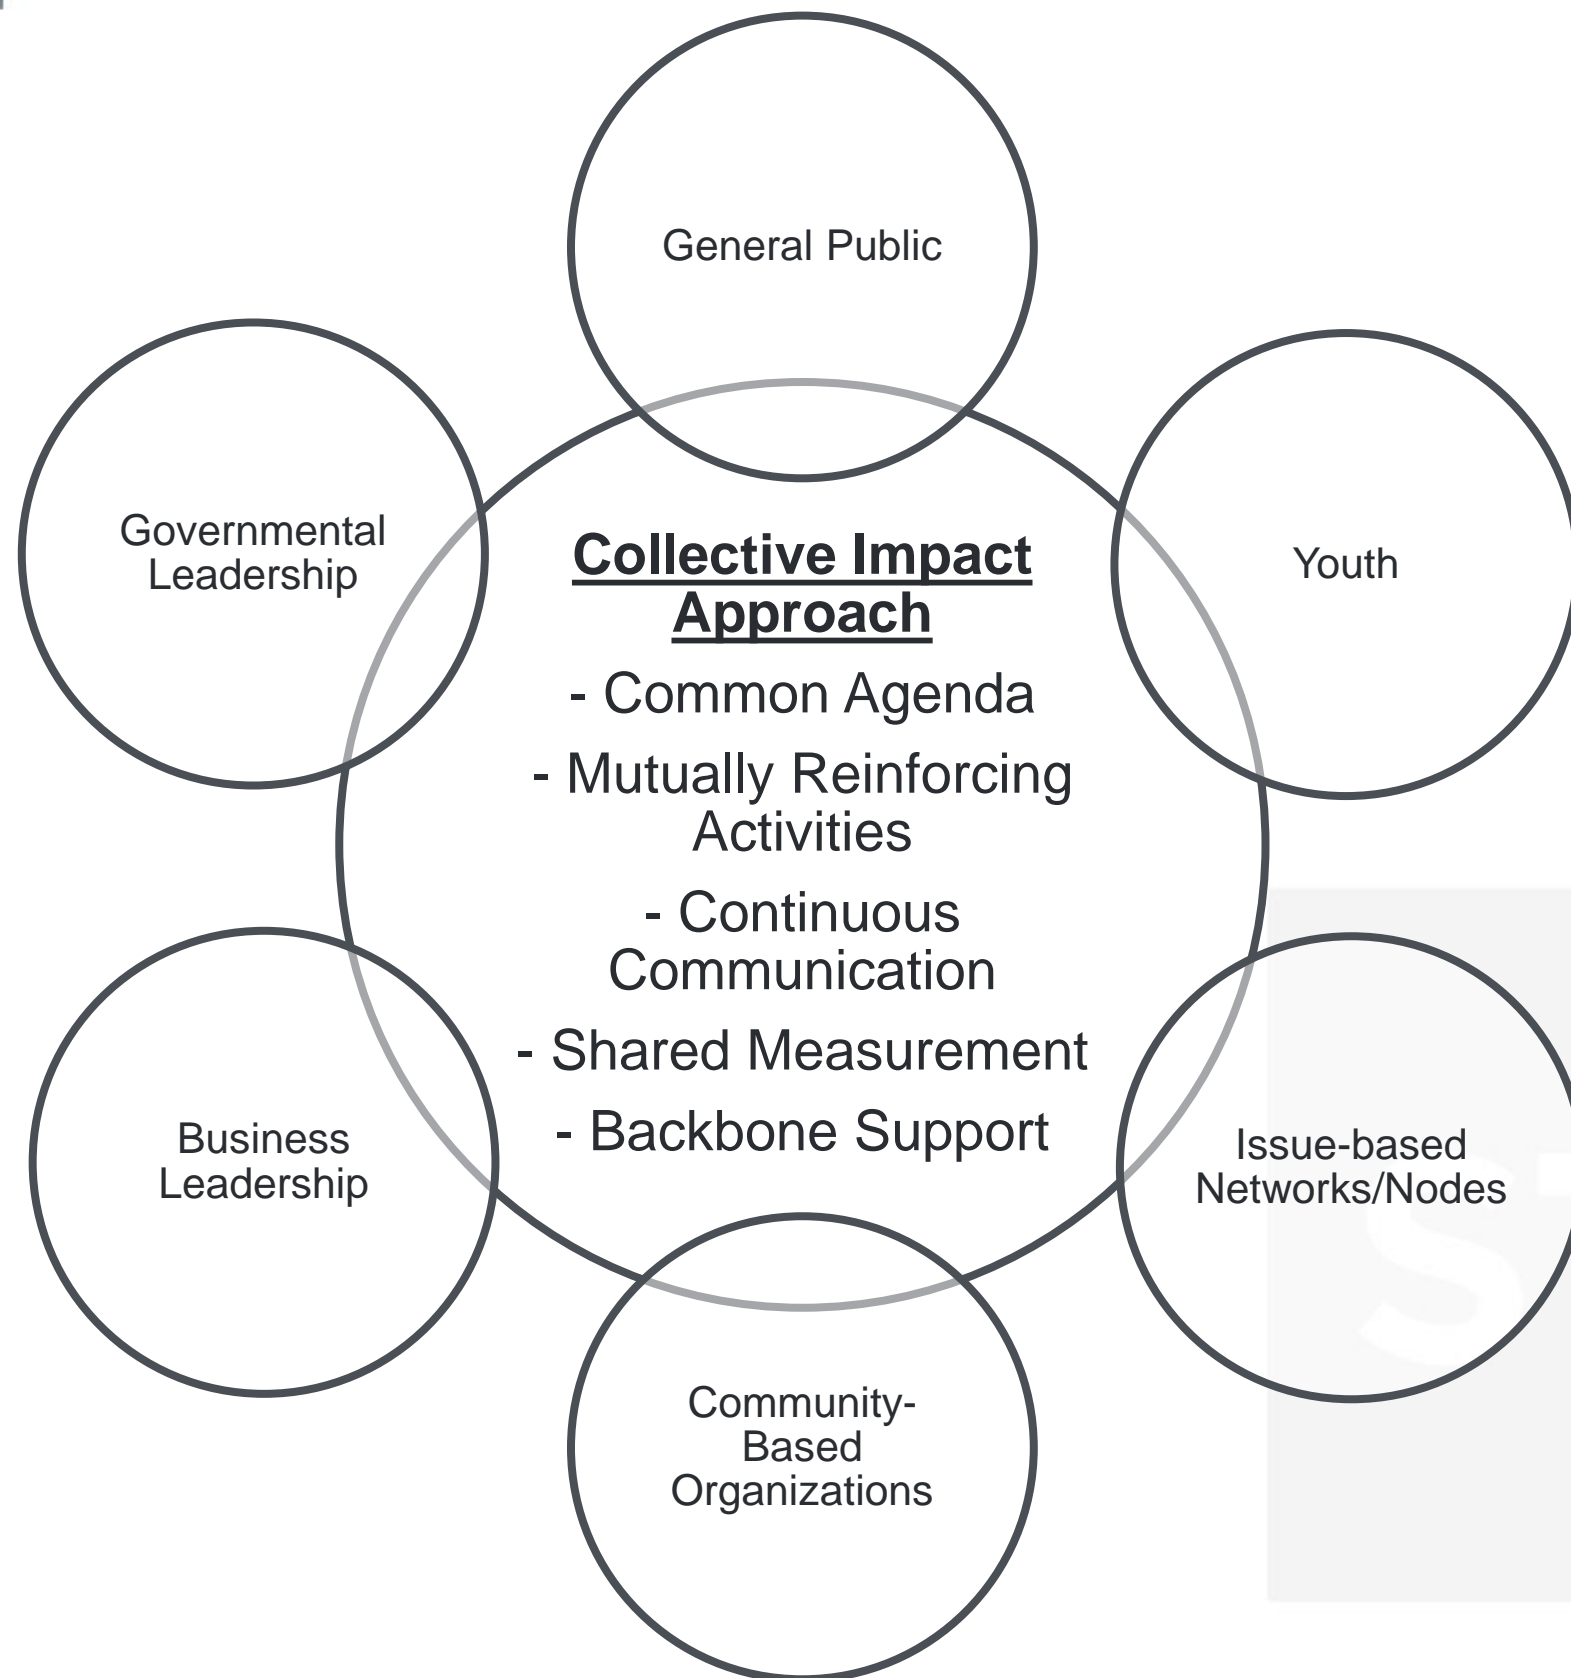 General Public
Governmental
Leadership
Youth
Collective Impact
Approach
- Common Agenda
- Mutually Reinforcing
Activities
- Continuous
Communication
- Shared Measurement
- Backbone Support
Business
Leadership
Issue-based
Networks/Nodes
Community-
Based
Organizations